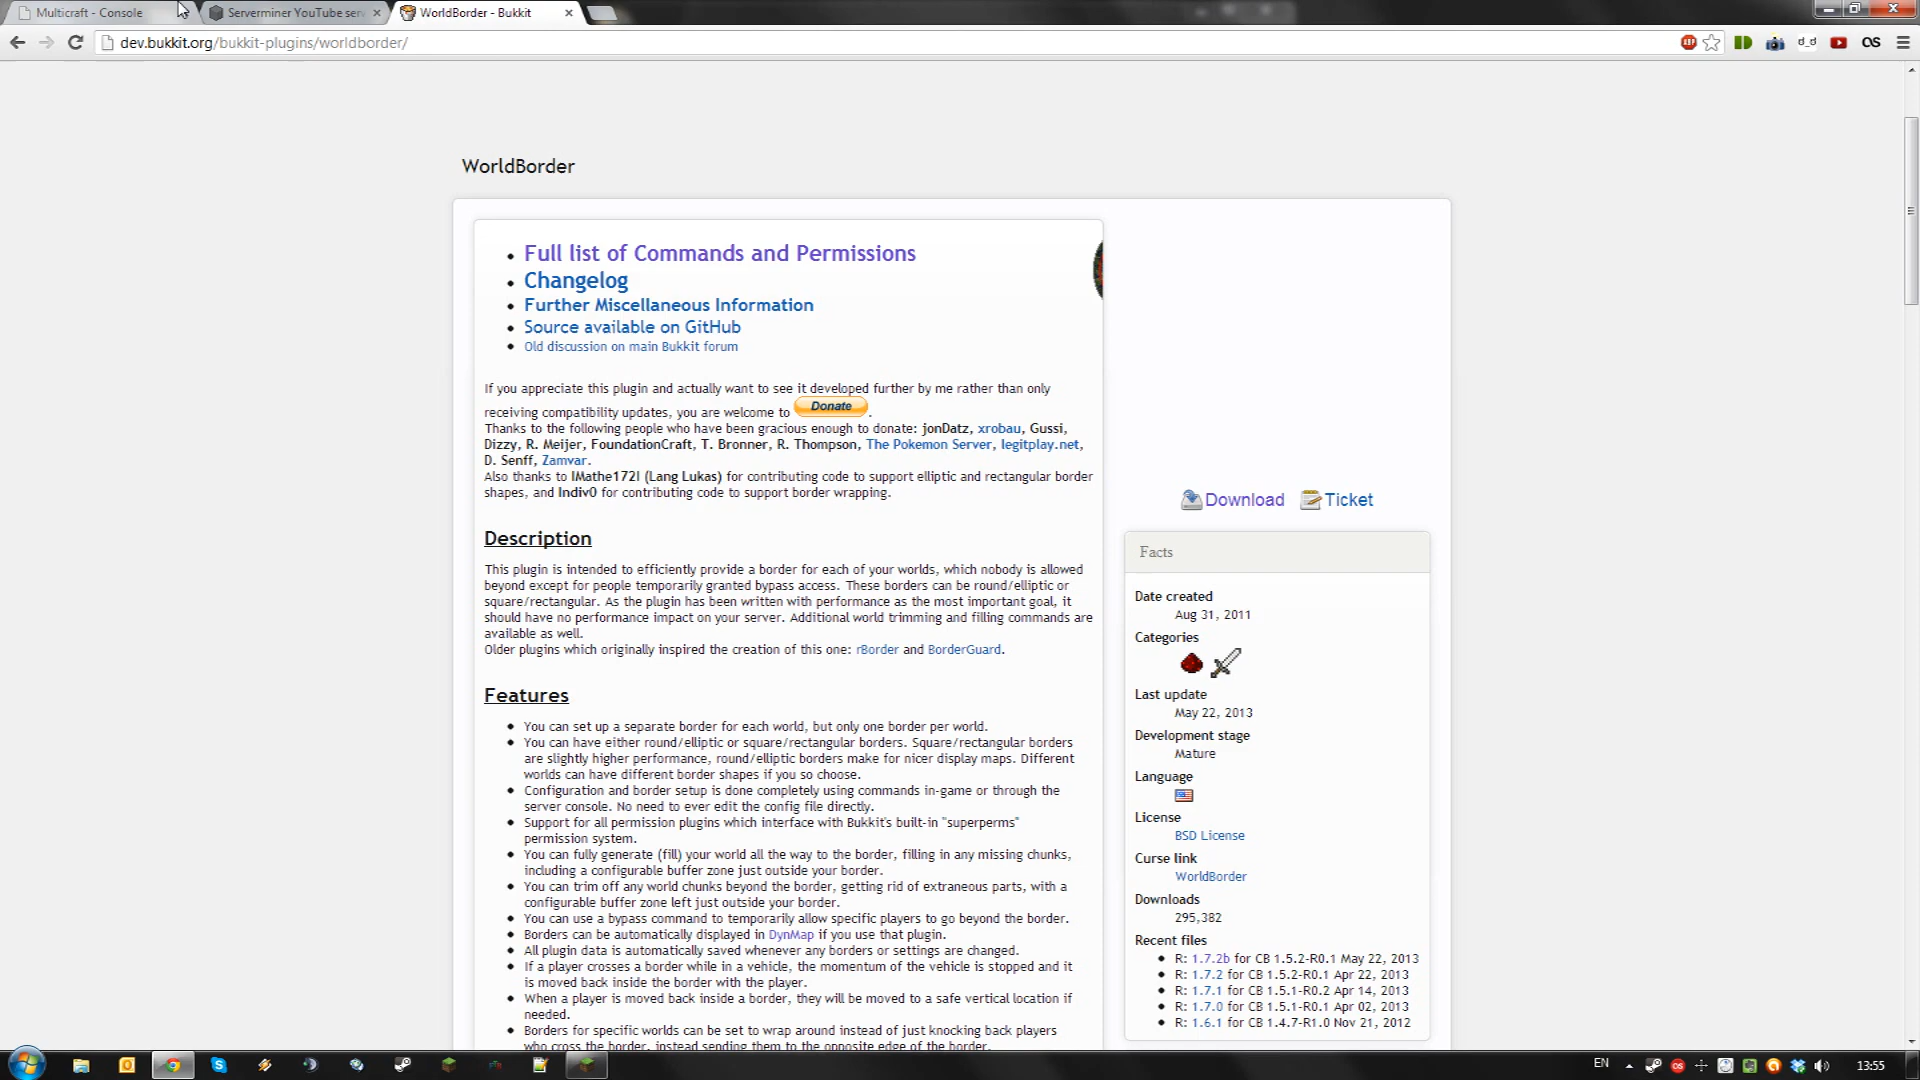 Multicraft - Console
Serverminer YouTube serv
WorldBorder - Bukkit
dev.bukkit.org/bukkit-plugins/worldborder/
WorldBorder
Full list of Commands and Permissions
Changelog
Further Miscellaneous Information
Source available on GitHub
Old discussion on main Bukkit forum
If you appreciate this plugin and actually want to see it developed further by me rather than only
receiving compatibility updates, you are welcome to Donate .
Thanks to the following people who have been gracious enough to donate: jonDatz, xrobau, Gussi,
Dizzy, R. Meijer, FoundationCraft, T. Bronner, R. Thompson, The Pokemon Server, legitplay.net,
D. Senff, Zamvar.
Also thanks to lMathe172l (Lang Lukas) for contributing code to support elliptic and rectangular border
shapes, and Indiv0 for contributing code to support border wrapping.
Description
This plugin is intended to efficiently provide a border for each of your worlds, which nobody is allowed
beyond except for people temporarily granted bypass access. These borders can be round/elliptic or
square/rectangular. As the plugin has been written with performance as the most important goal, it
should have no performance impact on your server. Additional world trimming and filling commands are
available as well.
Older plugins which originally inspired the creation of this one: rBorder and BorderGuard.
Features
You can set up a separate border for each world, but only one border per world.
You can have either round/elliptic or square/rectangular borders. Square/rectangular borders
are slightly higher performance, round/elliptic borders make for nicer display maps. Different
worlds can have different border shapes if you so choose.
Configuration and border setup is done completely using commands in-game or through the
server console. No need to ever edit the config file directly.
Support for all permission plugins which interface with Bukkit's built-in "superperms"
permission system.
You can fully generate (fill) your world all the way to the border, filling in any missing chunks,
including a configurable buffer zone just outside your border.
You can trim off any world chunks beyond the border, getting rid of extraneous parts, with a
configurable buffer zone left just outside your border.
You can use a bypass command to temporarily allow specific players to go beyond the border.
Borders can be automatically displayed in DynMap if you use that plugin.
All plugin data is automatically saved whenever any borders or settings are changed.
If a player crosses a border while in a vehicle, the momentum of the vehicle is stopped and it
is moved back inside the border with the player.
When a player is moved back inside a border, they will be moved to a safe vertical location if
needed.
Borders for specific worlds can be set to wrap around instead of just knocking back players
who cross the border, instead sending them to the opposite edge of the border.
Download Ticket
Facts
Date created
Aug 31, 2011
Categories
Last update
May 22, 2013
Development stage
Mature
Language
License
BSD License
Curse link
WorldBorder
Downloads
295,382
Recent files
R: 1.7.2b for CB 1.5.2-R0.1 May 22, 2013
R: 1.7.2 for CB 1.5.2-R0.1 Apr 22, 2013
R: 1.7.1 for CB 1.5.1-R0.2 Apr 14, 2013
R: 1.7.0 for CB 1.5.1-R0.1 Apr 02, 2013
R: 1.6.1 for CB 1.4.7-R1.0 Nov 21, 2012
EN
13:55